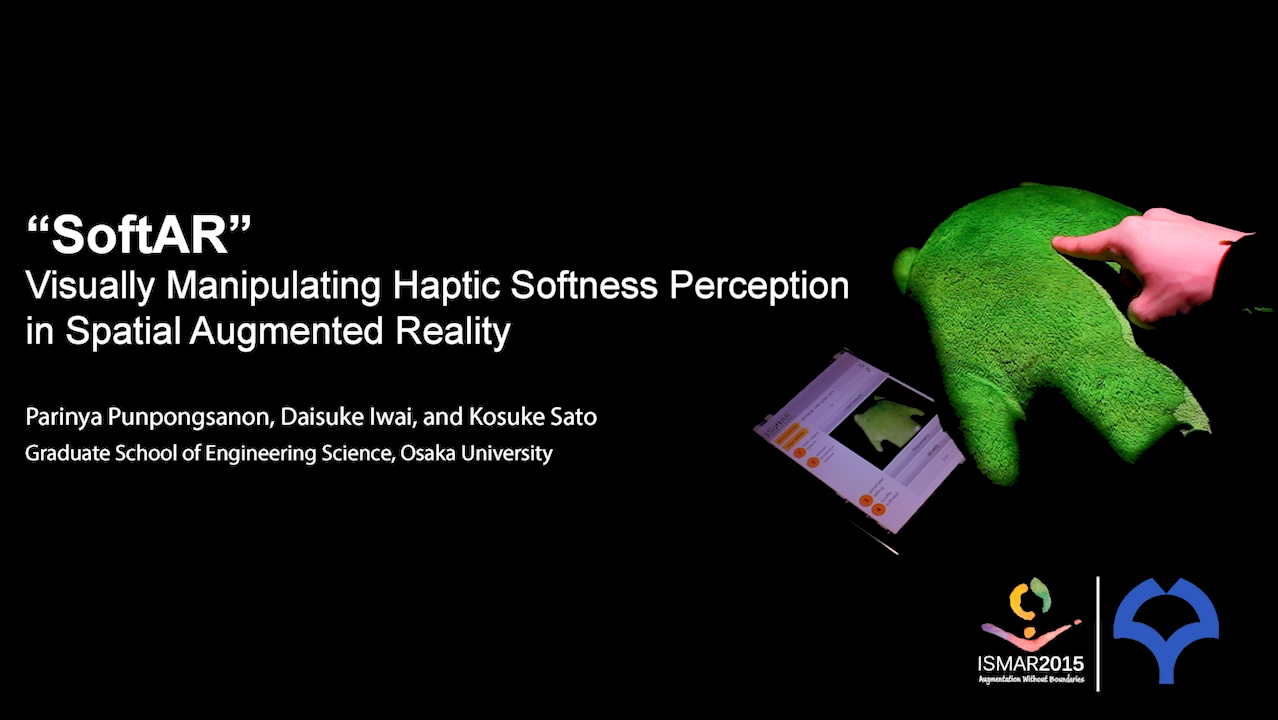 “SoftAR”
Visually Manipulating Haptic Softness Perception
in Spatial Augmented Reality
Parinya Punpongsanon, Daisuke Iwai, and Kosuke Sato
Graduate School of Engineering Science, Osaka University
ISMAR2015
Augmentation Without Boundaries